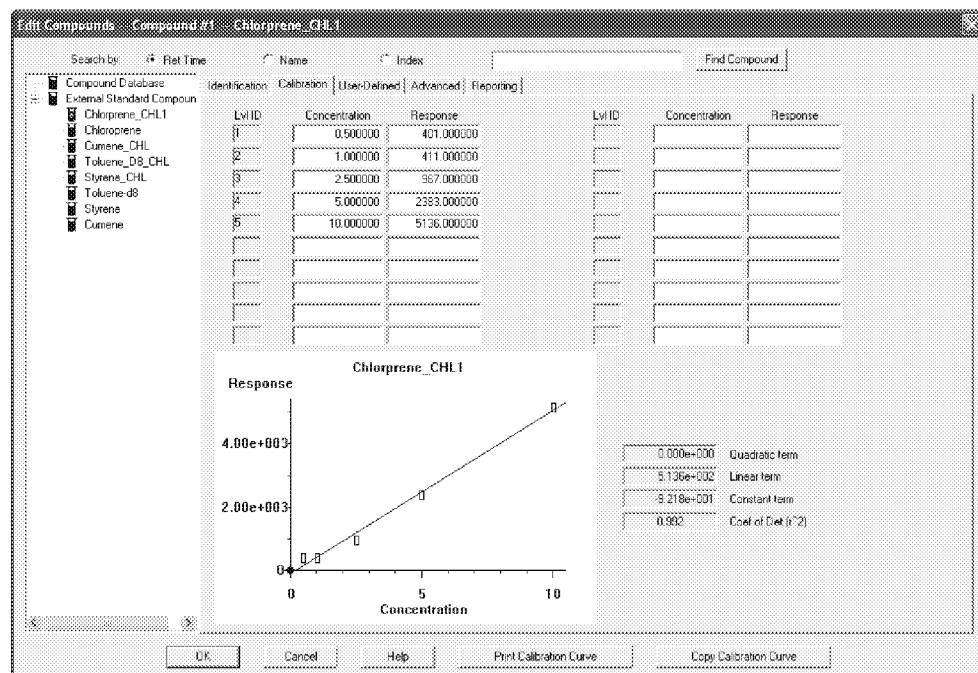 Edit Compounds - Compound #1 - Chlorprene_CHL1
Search by: Ret Time Name Index Find Compound
Compound Database
External Standard Compoun
Chlorprene_CHL1
Chloroprene
Cumene_CHL
Toluene_D8_CHL
Styrene_CHL
Toluene-d8
Styrene
Cumene
Identification Calibration User-Defined Advanced Reporting
Lvl ID Concentration Response Lvl ID Concentration Response
1 0.500000 401.000000
2 1.000000 411.000000
3 2.500000 967.000000
4 5.000000 2383.000000
5 10.000000 5136.000000
Chlorprene_CHL1
Response
4.00e+003
2.00e+003
0
0 5 10
Concentration
0.000e+000 Quadratic term
5.136e+002 Linear term
-9.218e+001 Constant term
0.992 Coef of Det (r^2)
OK Cancel Help Print Calibration Curve Copy Calibration Curve